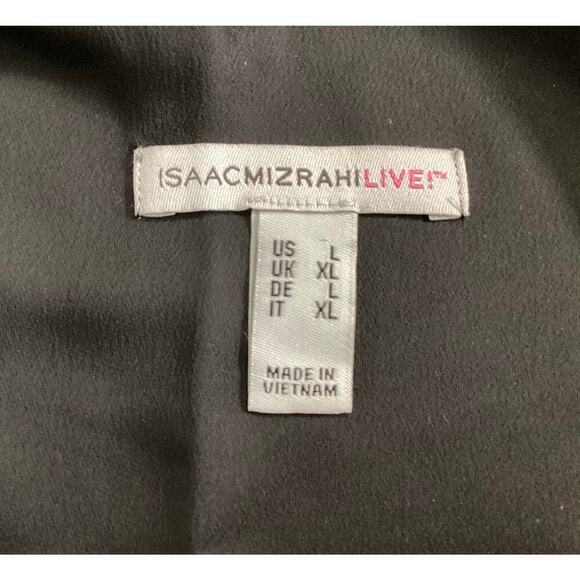 ISAACMIZRAHILIVE!™
US L
UK XL
DE L
IT XL
MADE IN
VIETNAM